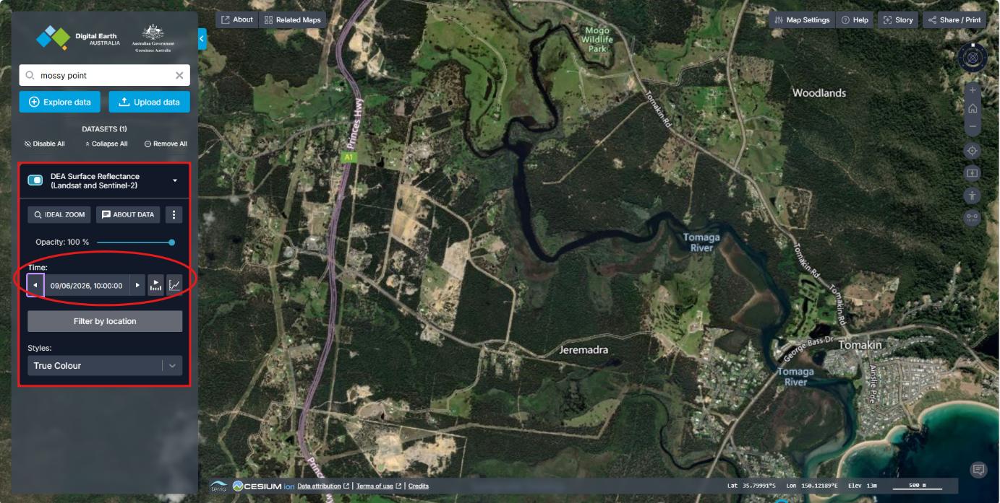 About
Related Maps
Map Settings
Help
Story
Share / Print
Digital Earth
AUSTRALIA
Australian Government
Geoscience Australia
mossy point
Explore data
Upload data
DATASETS (1)
Disable All
Collapse All
Remove All
DEA Surface Reflectance
(Landsat and Sentinel-2)
IDEAL ZOOM
ABOUT DATA
Opacity: 100 %
Time:
09/06/2026, 10:00:00
Filter by location
Styles:
True Colour
Mogo
Wildlife
Park
Woodlands
Tomakin Rd
Princes Hwy
A1
Tomaga
River
Tomakin Rd
Tomakin Rd
Jeremadra
George Bass Dr
Tomakin
Tomaga
River
Ainslie Pde
Princ
terria
CESIUM ion
Data attribution
|
Terms of use
|
Credits
Lat 35.79991°S
Lon 150.12189°E
Elev 13m
500 m